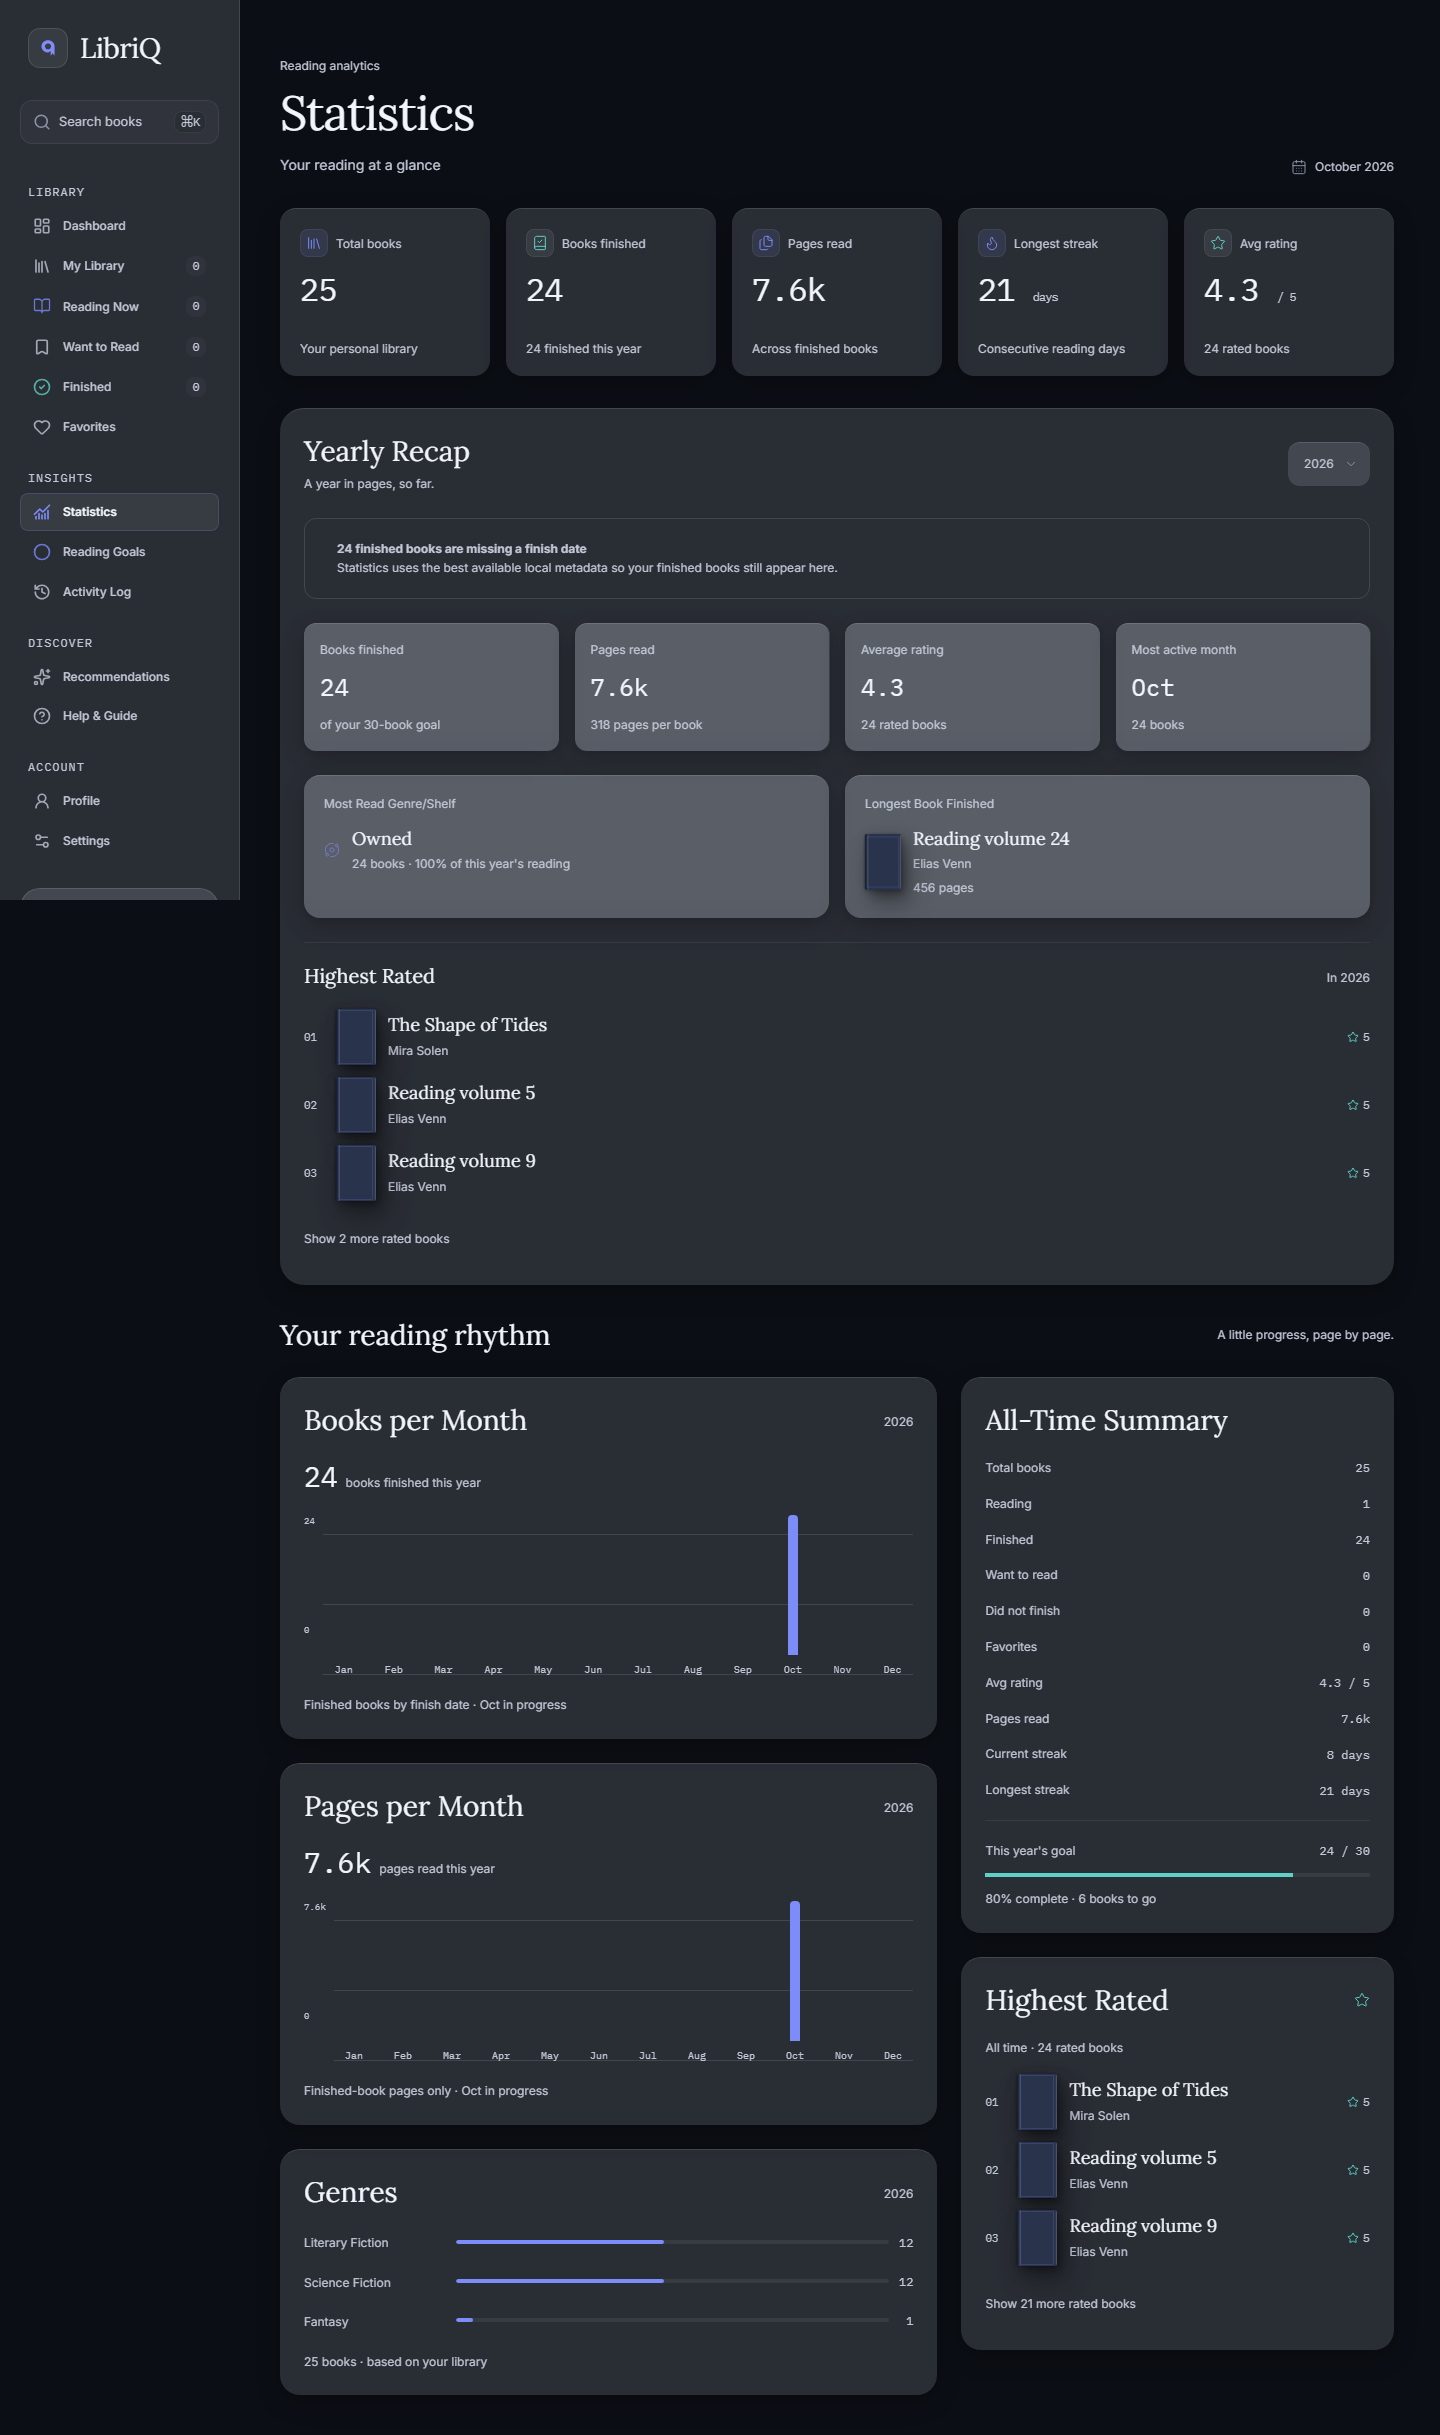 LibriQ
Search books ⌘K
LIBRARY
Dashboard
My Library 0
Reading Now 0
Want to Read 0
Finished 0
Favorites
INSIGHTS
Statistics
Reading Goals
Activity Log
DISCOVER
Recommendations
Help & Guide
ACCOUNT
Profile
Settings
Reading analytics
Statistics
Your reading at a glance
October 2026
Total books
25
Your personal library
Books finished
24
24 finished this year
Pages read
7.6k
Across finished books
Longest streak
21 days
Consecutive reading days
Avg rating
4.3 / 5
24 rated books
Yearly Recap
A year in pages, so far.
2026
24 finished books are missing a finish date
Statistics uses the best available local metadata so your finished books still appear here.
Books finished
24
of your 30-book goal
Pages read
7.6k
318 pages per book
Average rating
4.3
24 rated books
Most active month
Oct
24 books
Most Read Genre/Shelf
Owned
24 books · 100% of this year's reading
Longest Book Finished
Reading volume 24
Elias Venn
456 pages
Highest Rated
In 2026
01 The Shape of Tides 5
Mira Solen
02 Reading volume 5 5
Elias Venn
03 Reading volume 9 5
Elias Venn
Show 2 more rated books
Your reading rhythm
A little progress, page by page.
Books per Month
2026
24 books finished this year
24
0
Jan Feb Mar Apr May Jun Jul Aug Sep Oct Nov Dec
Finished books by finish date · Oct in progress
Pages per Month
2026
7.6k pages read this year
7.6k
0
Jan Feb Mar Apr May Jun Jul Aug Sep Oct Nov Dec
Finished-book pages only · Oct in progress
Genres
2026
Literary Fiction 12
Science Fiction 12
Fantasy 1
25 books · based on your library
All-Time Summary
Total books 25
Reading 1
Finished 24
Want to read 0
Did not finish 0
Favorites 0
Avg rating 4.3 / 5
Pages read 7.6k
Current streak 8 days
Longest streak 21 days
This year's goal 24 / 30
80% complete · 6 books to go
Highest Rated
All time · 24 rated books
01 The Shape of Tides 5
Mira Solen
02 Reading volume 5 5
Elias Venn
03 Reading volume 9 5
Elias Venn
Show 21 more rated books